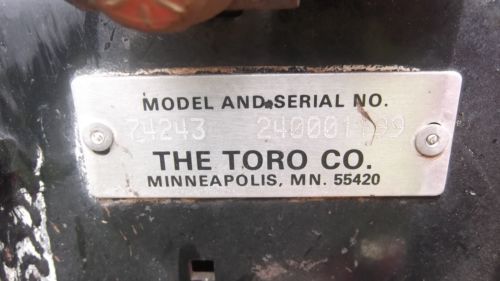 MODEL AND SERIAL NO.
74243
THE TORO CO.
MINNEAPOLIS, MN. 55420